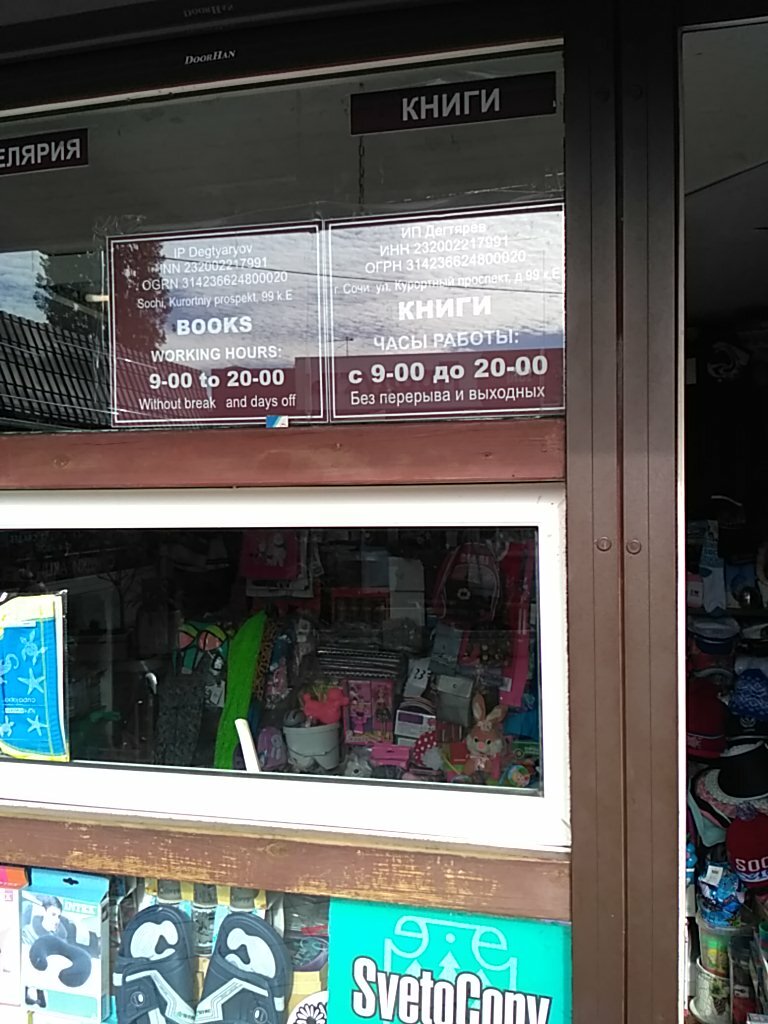 DOORHAN
КНИГИ
ЕЛЯРИЯ
IP Degtyaryov
INN 232002217991
OGRN 314236624800020
Sochi, Kurortniy prospekt, 99 к.Е
BOOKS
WORKING HOURS:
9-00 to 20-00
Without break and days off
ИП Дегтярев
ИНН 232002217991
ОГРН 314236624800020
г. Сочи ул. Курортный проспект, д.99 к.Е
КНИГИ
ЧАСЫ РАБОТЫ:
с 9-00 до 20-00
Без перерыва и выходных
INTEX
SvetoCopy